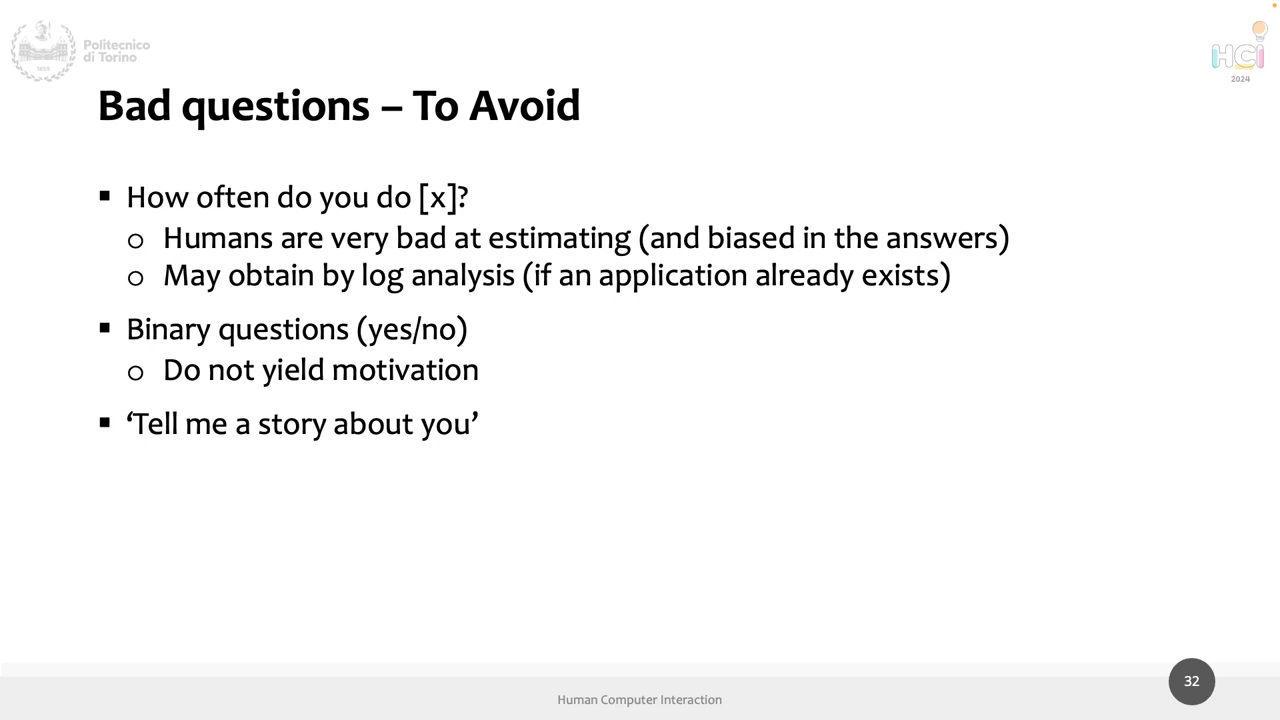 Politecnico
di Torino
1859
HCI
2024
Bad questions – To Avoid
▪ How often do you do [x]?
o Humans are very bad at estimating (and biased in the answers)
o May obtain by log analysis (if an application already exists)
▪ Binary questions (yes/no)
o Do not yield motivation
▪ ‘Tell me a story about you’
32
Human Computer Interaction